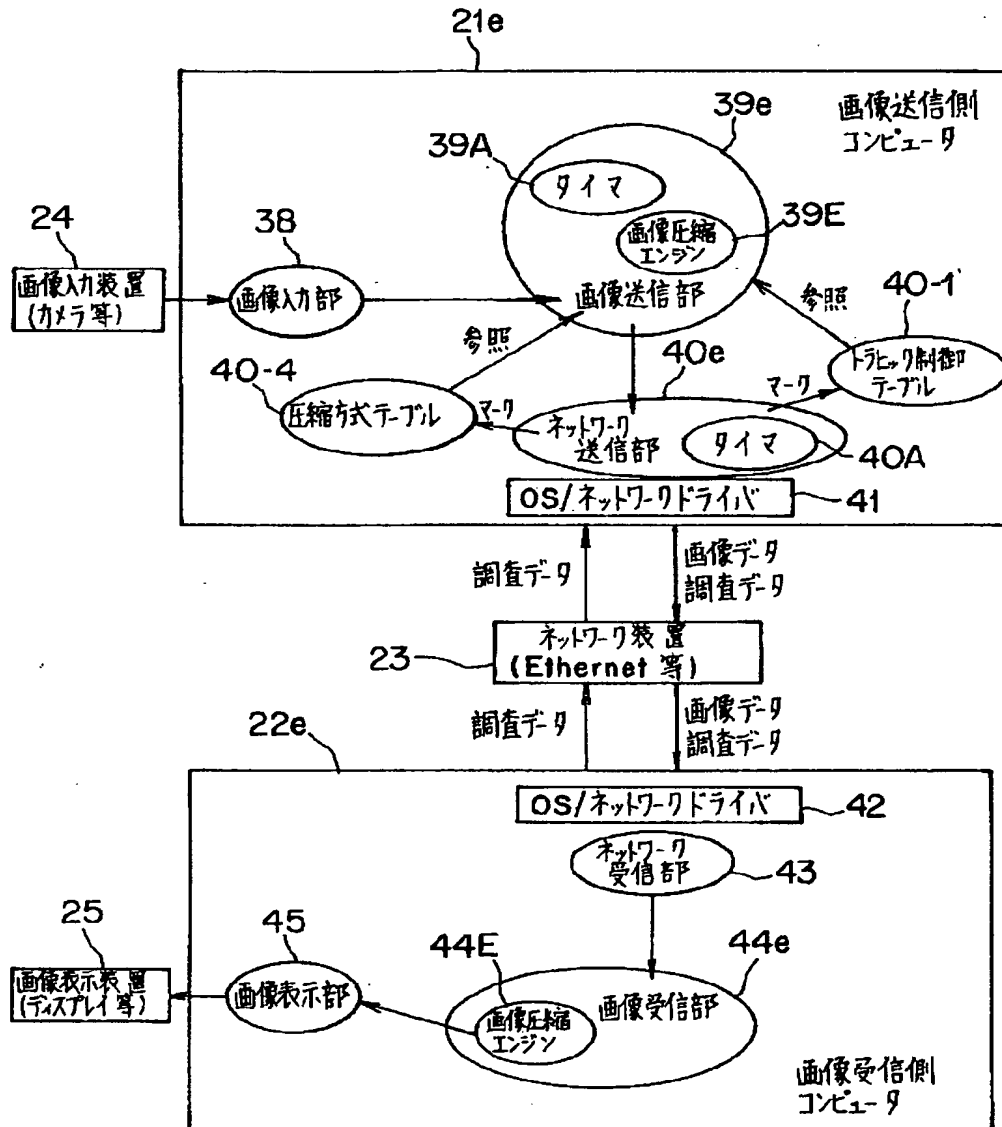 21e
画像送信側
コンピュータ
39e
39A
タイマ
24
38
画像圧縮
エンジン
39E
画像入力装置
(カメラ等)
画像入力部
画像送信部
40-1'
参照
参照
40e
トラヒック制御
テーブル
40-4
マーク
圧縮方式テーブル
マーク
ネットワーク
送信部
タイマ
40A
OS/ネットワークドライバ
41
調査データ
画像データ
調査データ
23
ネットワーク装置
(Ethernet 等)
調査データ
画像データ
調査データ
22e
OS/ネットワークドライバ
42
ネットワーク
受信部
43
25
45
44E
44e
画像表示装置
(ディスプレイ等)
画像表示部
画像圧縮
エンジン
画像受信部
画像受信側
コンピュータ